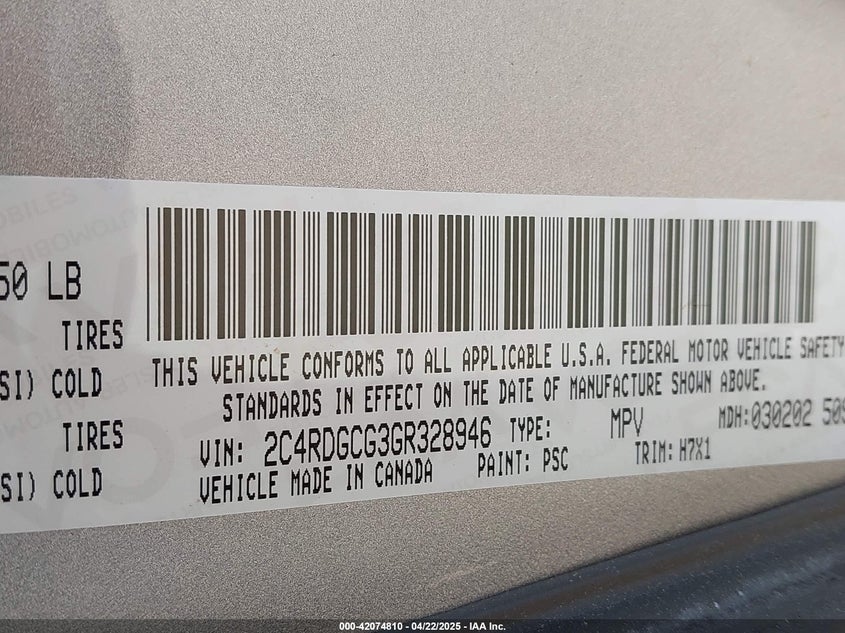 50 LB
TIRES
SI) COLD
TIRES
SI) COLD
THIS VEHICLE CONFORMS TO ALL APPLICABLE U.S.A. FEDERAL MOTOR VEHICLE SAFETY
STANDARDS IN EFFECT ON THE DATE OF MANUFACTURE SHOWN ABOVE.
VIN: 2C4RDGCG3GR328946 TYPE: MPV MDH:030202 509
VEHICLE MADE IN CANADA PAINT: PSC TRIM: H7X1
000-42074810 - 04/22/2025 - IAA Inc.